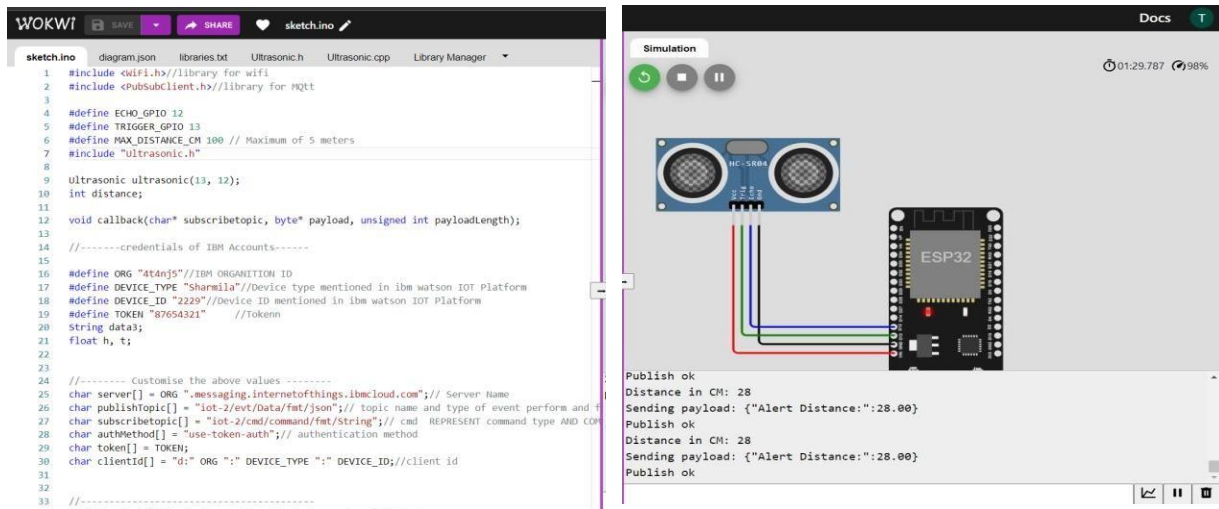 WOKWI SAVE SHARE sketch.ino
sketch.ino diagram.json libraries.txt Ultrasonic.h Ultrasonic.cpp Library Manager
1 #include <WiFi.h>//library for wifi
2 #include <PubSubClient.h>//library for MQtt
3
4 #define ECHO_GPIO 12
5 #define TRIGGER_GPIO 13
6 #define MAX_DISTANCE_CM 100 // Maximum of 5 meters
7 #include "Ultrasonic.h"
8
9 Ultrasonic ultrasonic(13, 12);
10 int distance;
11
12 void callback(char* subscribetopic, byte* payload, unsigned int payloadLength);
13
14 //-------credentials of IBM Accounts------
15
16 #define ORG "4t4nj5"//IBM ORGANITION ID
17 #define DEVICE_TYPE "Sharmila"//Device type mentioned in ibm watson IOT Platform
18 #define DEVICE_ID "2229"//Device ID mentioned in ibm watson IOT Platform
19 #define TOKEN "87654321" //Tokenn
20 String data3;
21 float h, t;
22
23
24 //-------- Customise the above values --------
25 char server[] = ORG ".messaging.internetofthings.ibmcloud.com";// Server Name
26 char publishTopic[] = "iot-2/evt/Data/fmt/json";// topic name and type of event perform and f
27 char subscribetopic[] = "iot-2/cmd/command/fmt/String";// cmd REPRESENT command type AND COM
28 char authMethod[] = "use-token-auth";// authentication method
29 char token[] = TOKEN;
30 char clientId[] = "d:" ORG ":" DEVICE_TYPE ":" DEVICE_ID;//client id
31
32
33 //-----------------------------------------
Docs T
Simulation
01:29.787 98%
HC-SR04
Vcc
Trig
Echo
Gnd
ESP32
Publish ok
Distance in CM: 28
Sending payload: {"Alert Distance:":28.00}
Publish ok
Distance in CM: 28
Sending payload: {"Alert Distance:":28.00}
Publish ok